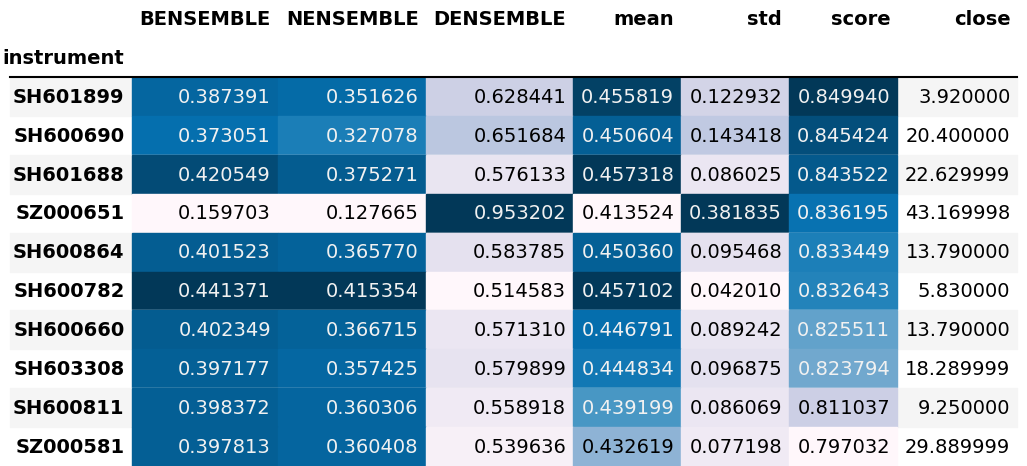 BENSEMBLE NENSEMBLE DENSEMBLE mean std score close
instrument
SH601899 0.387391 0.351626 0.628441 0.455819 0.122932 0.849940 3.920000
SH600690 0.373051 0.327078 0.651684 0.450604 0.143418 0.845424 20.400000
SH601688 0.420549 0.375271 0.576133 0.457318 0.086025 0.843522 22.629999
SZ000651 0.159703 0.127665 0.953202 0.413524 0.381835 0.836195 43.169998
SH600864 0.401523 0.365770 0.583785 0.450360 0.095468 0.833449 13.790000
SH600782 0.441371 0.415354 0.514583 0.457102 0.042010 0.832643 5.830000
SH600660 0.402349 0.366715 0.571310 0.446791 0.089242 0.825511 13.790000
SH603308 0.397177 0.357425 0.579899 0.444834 0.096875 0.823794 18.289999
SH600811 0.398372 0.360306 0.558918 0.439199 0.086069 0.811037 9.250000
SZ000581 0.397813 0.360408 0.539636 0.432619 0.077198 0.797032 29.889999